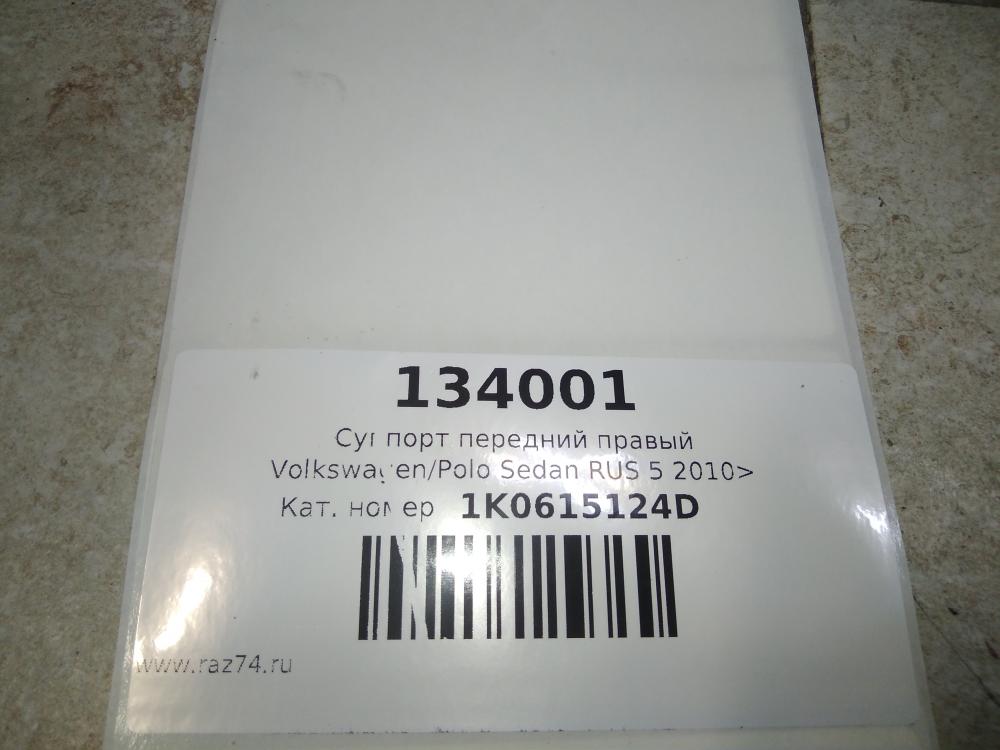 134001
Суппорт передний правый
Volkswagen/Polo Sedan RUS 5 2010>
Кат. номер 1K0615124D
www.raz74.ru